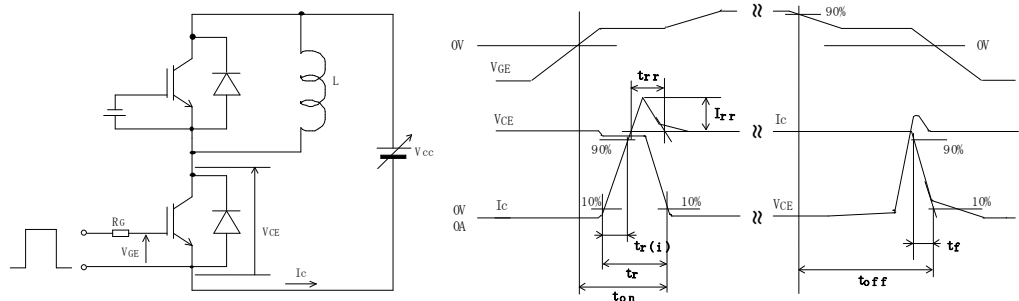 L
Vcc
RG
VGE
VCE
Ic
0V
VGE
trr
Irr
VCE
90%
10%
10%
Ic
0V
0A
tr(i)
tr
ton
90%
0V
Ic
90%
VCE
10%
tf
toff